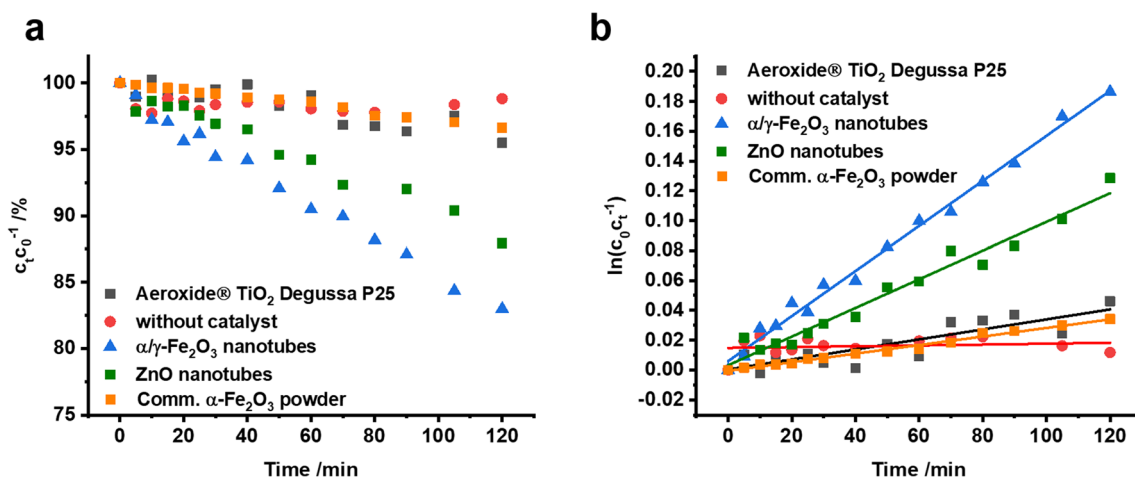 a
100
95
90
85
80
75
cₜc₀⁻¹ /%
Aeroxide® TiO₂ Degussa P25
without catalyst
α/γ-Fe₂O₃ nanotubes
ZnO nanotubes
Comm. α-Fe₂O₃ powder
0 20 40 60 80 100 120
Time /min
b
0.20
0.18
0.16
0.14
0.12
0.10
0.08
0.06
0.04
0.02
0.00
-0.02
ln(c₀cₜ⁻¹)
Aeroxide® TiO₂ Degussa P25
without catalyst
α/γ-Fe₂O₃ nanotubes
ZnO nanotubes
Comm. α-Fe₂O₃ powder
0 20 40 60 80 100 120
Time /min